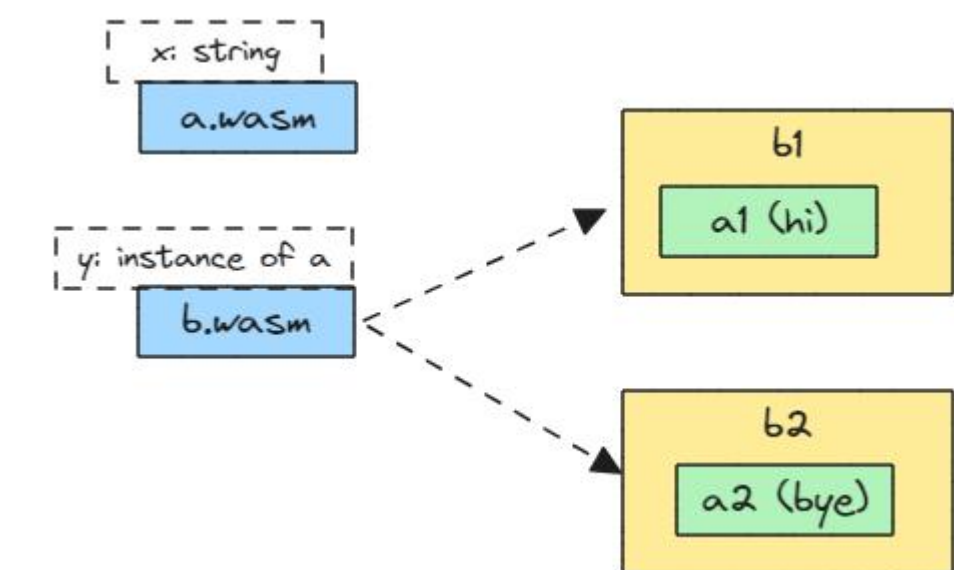 x: string
a.wasm
y: instance of a
b.wasm
b1
a1 (hi)
b2
a2 (bye)